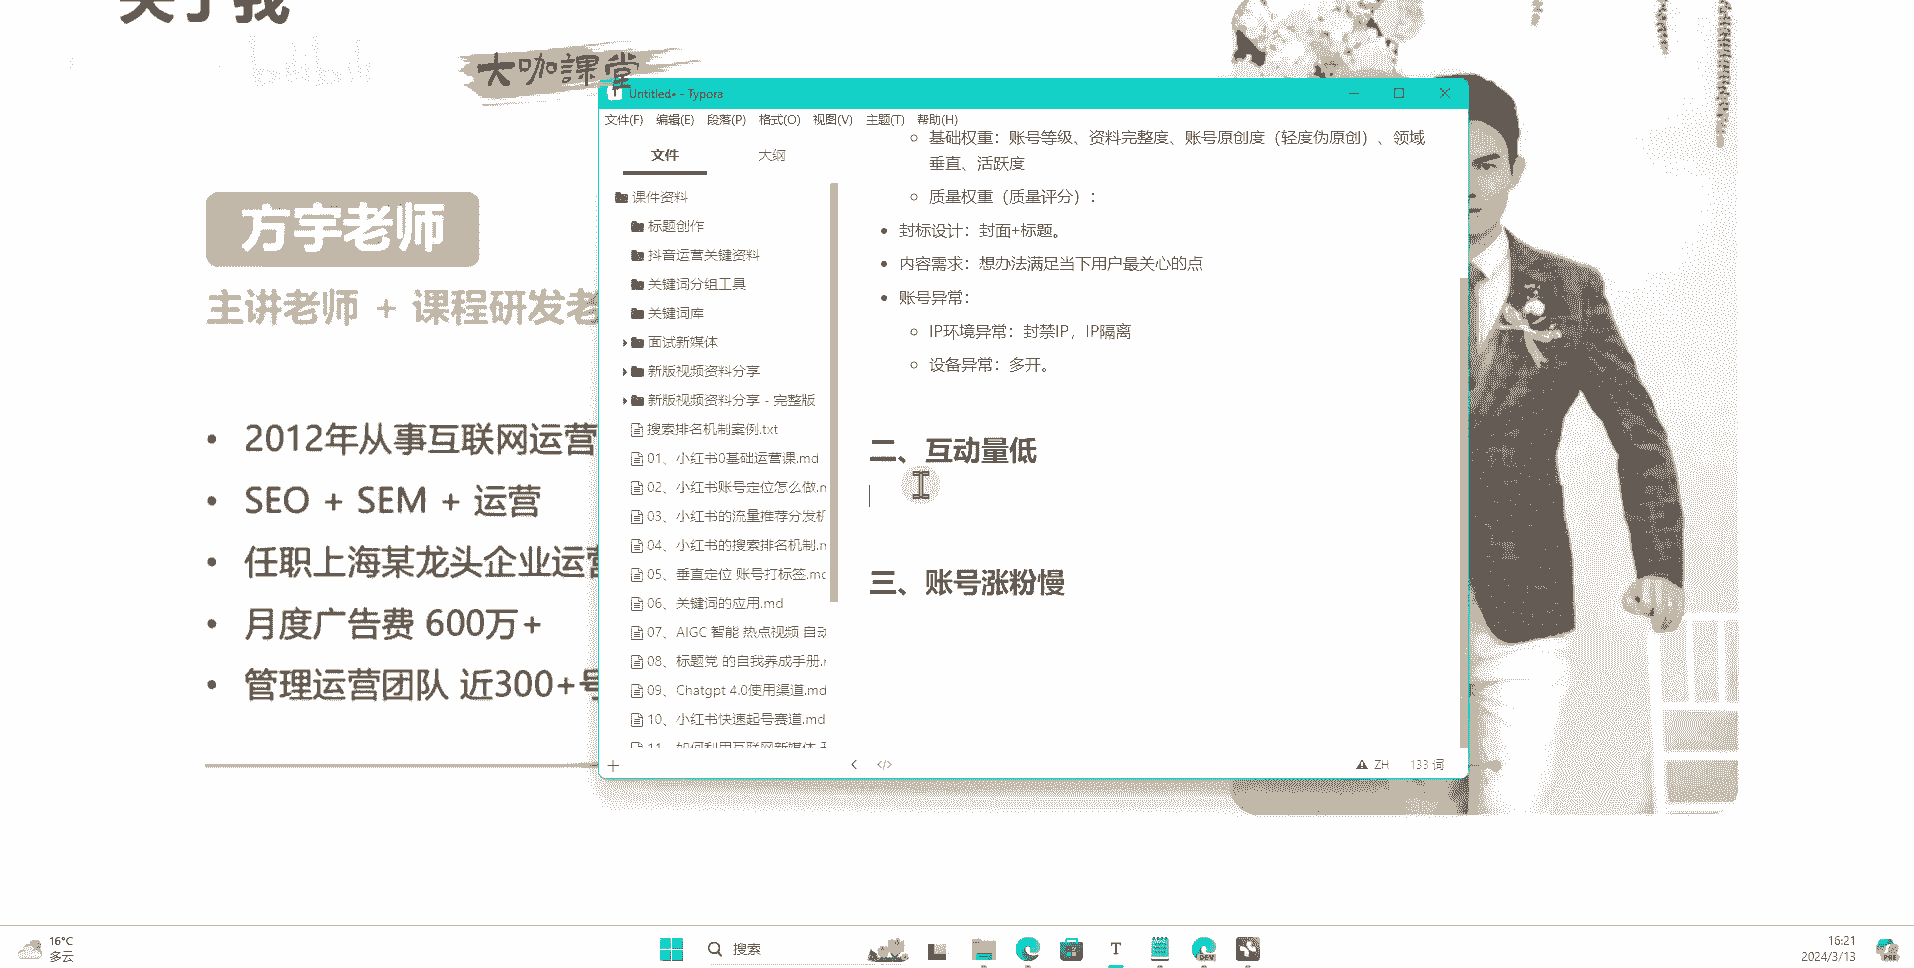 关于我
大咖課堂
方宇老师
主讲老师 + 课程研发老
2012年从事互联网运营
SEO + SEM + 运营
任职上海某龙头企业运营
月度广告费 600万+
管理运营团队 近300+号
Untitled• - Typora
文件(F) 编辑(E) 段落(P) 格式(O) 视图(V) 主题(T) 帮助(H)
文件 大纲
课件资料
标题创作
抖音运营关键资料
关键词分组工具
关键词库
面试新媒体
新版视频资料分享
新版视频资料分享 - 完整版
搜索排名机制案例.txt
01、小红书0基础运营课.md
02、小红书账号定位怎么做.m
03、小红书的流量推荐分发机
04、小红书的搜索排名机制.m
05、垂直定位 账号打标签.md
06、关键词的应用.md
07、AIGC 智能 热点视频 自动
08、标题党 的自我养成手册.m
09、Chatgpt 4.0使用渠道.md
10、小红书快速起号赛道.md
11、如何利用互联网新媒体
基础权重：账号等级、资料完整度、账号原创度（轻度伪原创）、领域
垂直、活跃度
质量权重（质量评分）：
封标设计：封面+标题。
内容需求：想办法满足当下用户最关心的点
账号异常：
IP环境异常：封禁IP，IP隔离
设备异常：多开。
二、互动量低
三、账号涨粉慢
ZH 133 词
16°C
多云
搜索
T
DEV
16:21
2024/3/13
PRE